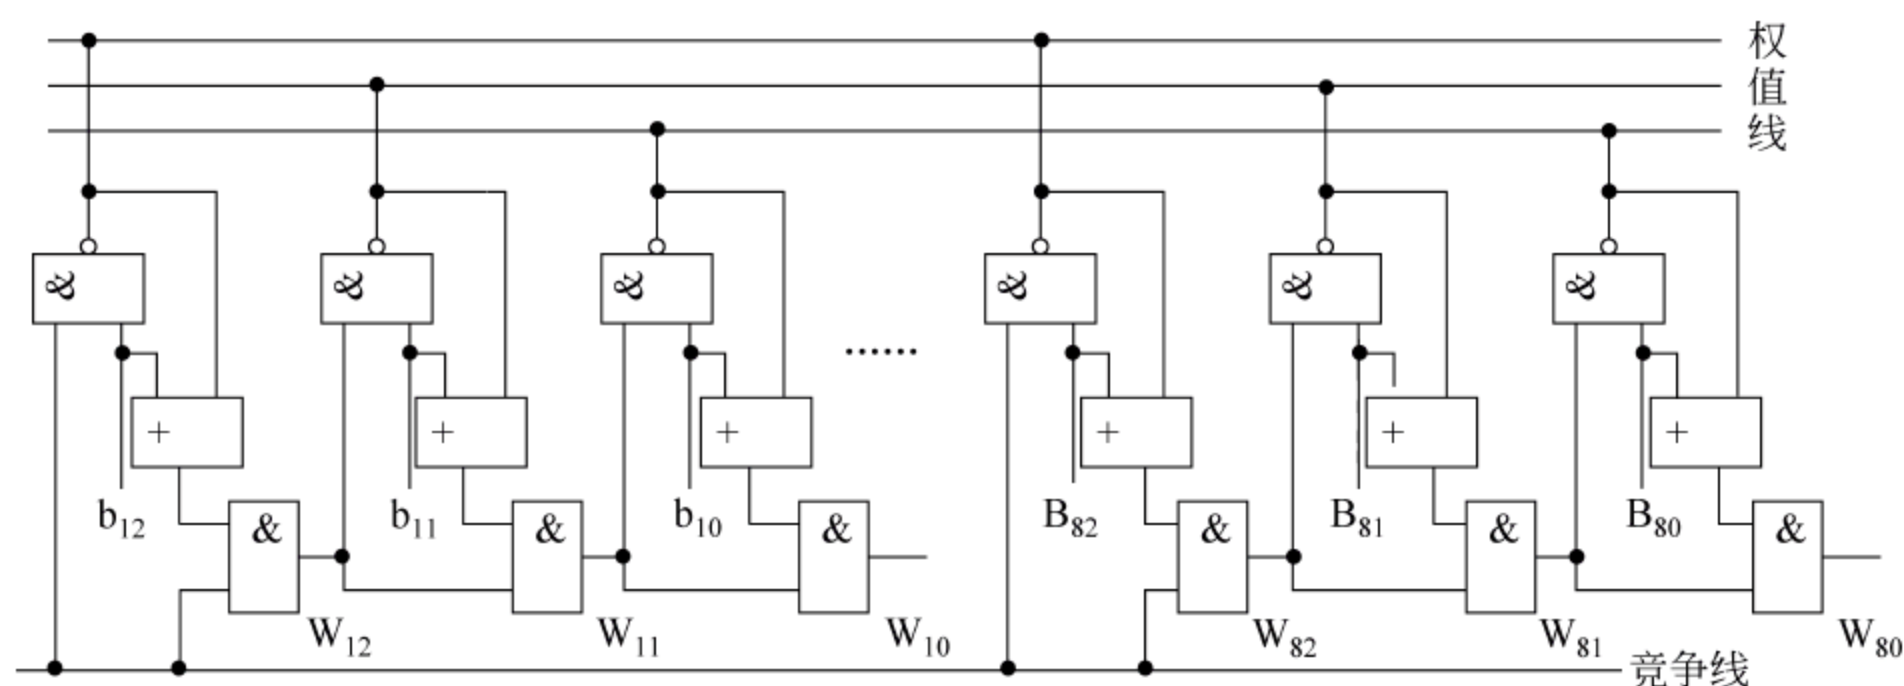 权
值
线
& & & & & &
......
+ + + + + +
b12 b11 b10 B82 B81 B80
& & & & & &
W12 W11 W10 W82 W81 W80
竞争线